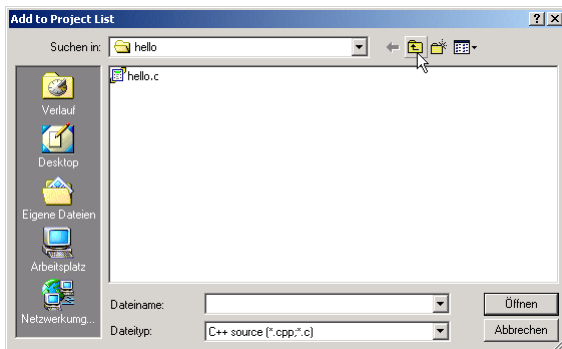 Add to Project List
Suchen in:
hello
hello.c
Verlauf
Desktop
Eigene Dateien
Arbeitsplatz
Netzwerkumg...
Dateiname:
Öffnen
Dateityp:
C++ source (*.cpp;*.c)
Abbrechen